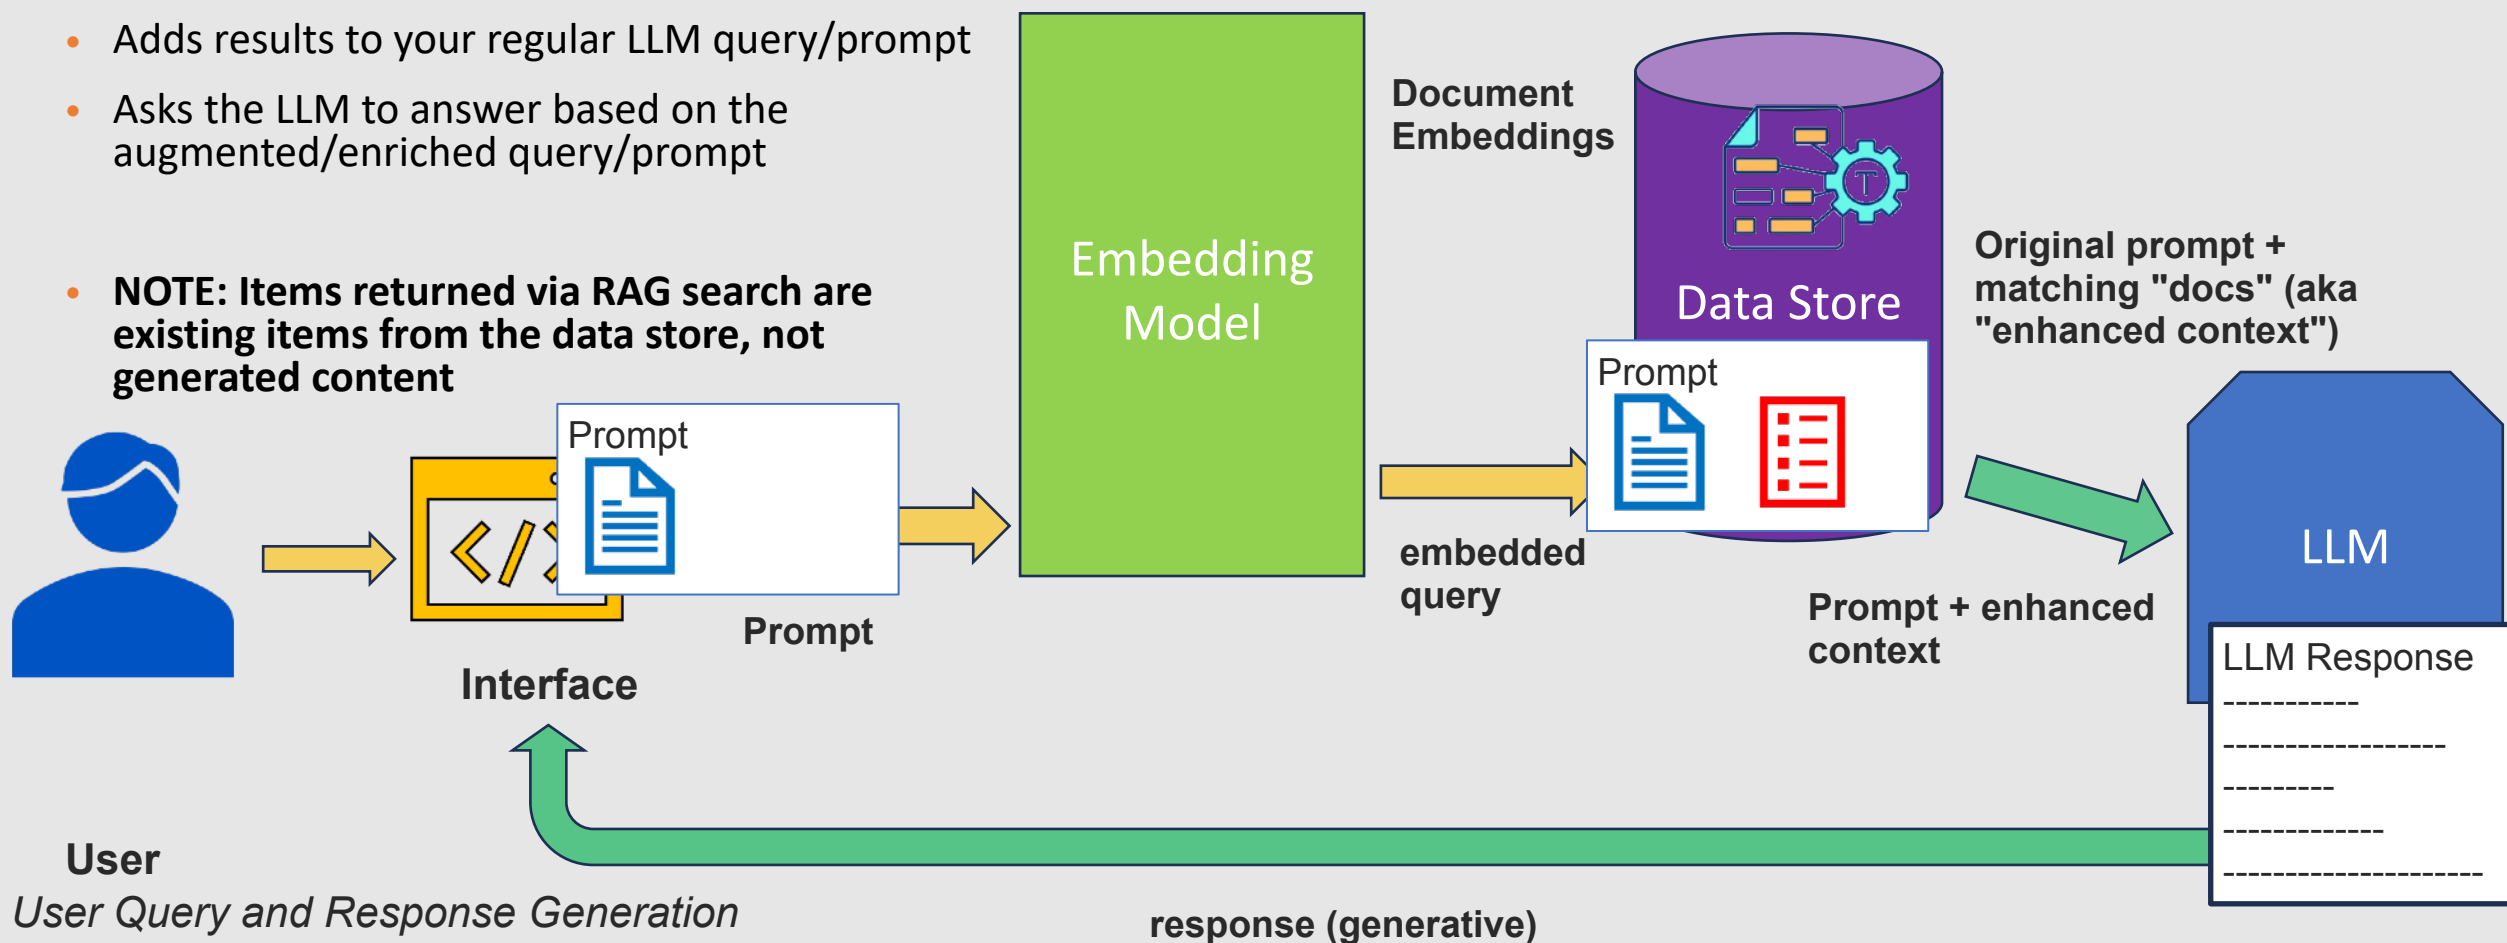 • Adds results to your regular LLM query/prompt
• Asks the LLM to answer based on the
augmented/enriched query/prompt
• NOTE: Items returned via RAG search are
existing items from the data store, not
generated content
User
Interface
</>
Prompt
Prompt
Embedding
Model
Document
Embeddings
embedded
query
T
Data Store
Prompt
Original prompt +
matching "docs" (aka
"enhanced context")
Prompt + enhanced
context
LLM
LLM Response
-----------
------------------
---------
-------------
---------------------
response (generative)
User Query and Response Generation